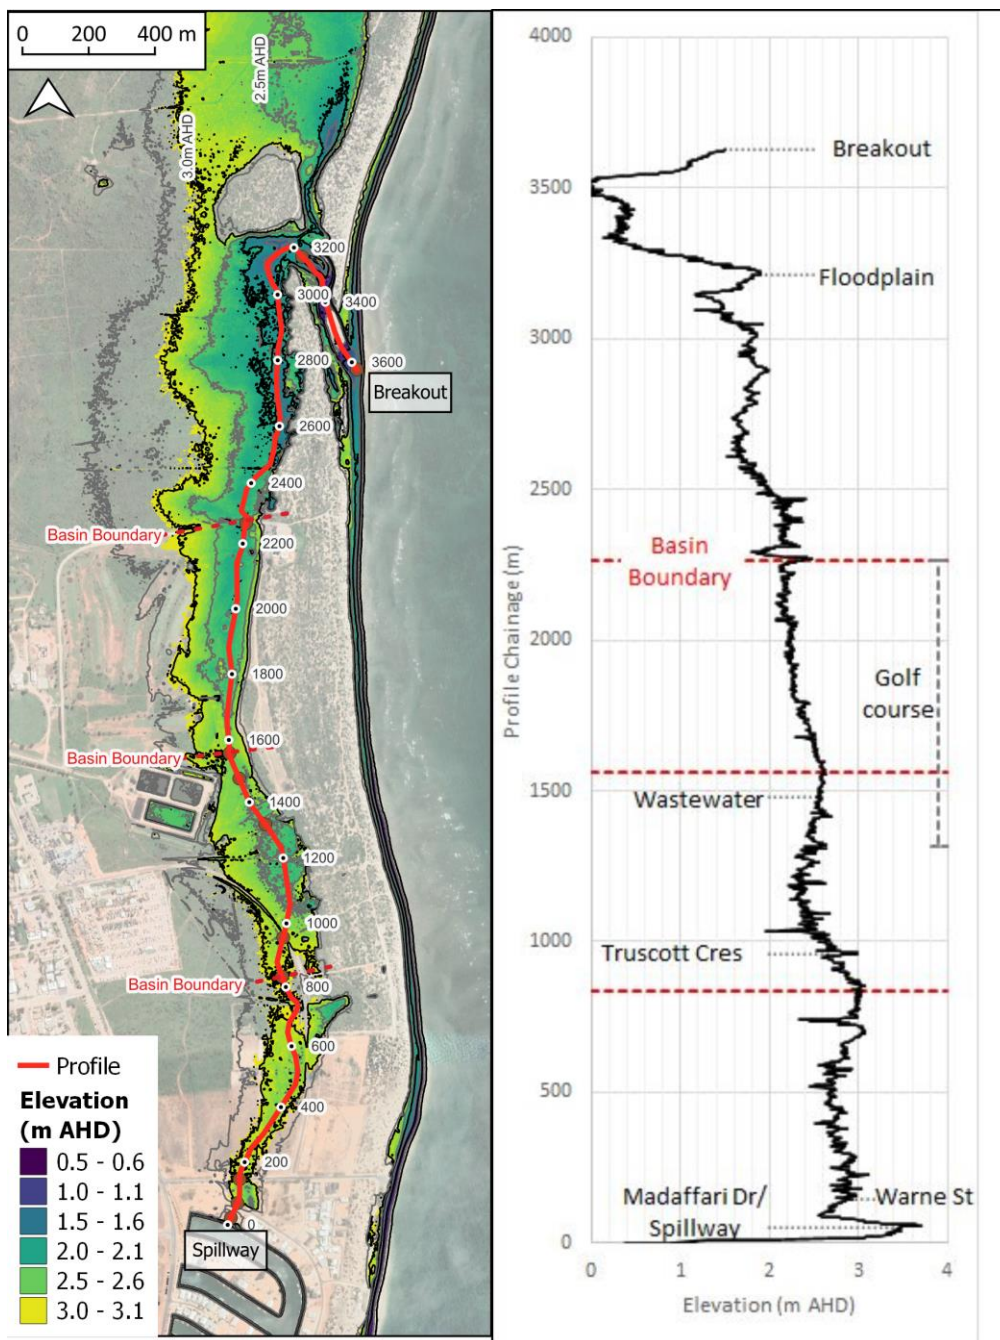 0 200 400 m
2.5m AHD
3.0m AHD
3200
3000
3400
2800
3600
Breakout
2600
2400
Basin Boundary
2200
2000
1800
1600
Basin Boundary
1400
1200
1000
Basin Boundary
800
600
400
200
0
Spillway
Profile
Elevation
(m AHD)
0.5 - 0.6
1.0 - 1.1
1.5 - 1.6
2.0 - 2.1
2.5 - 2.6
3.0 - 3.1
4000
Breakout
3500
Floodplain
3000
2500
Basin
Boundary
2000
Golf
course
1500
Wastewater
1000
Truscott Cres
500
Madaffari Dr/
Spillway
Warne St
0
0 1 2 3 4
Profile Chainage (m)
Elevation (m AHD)